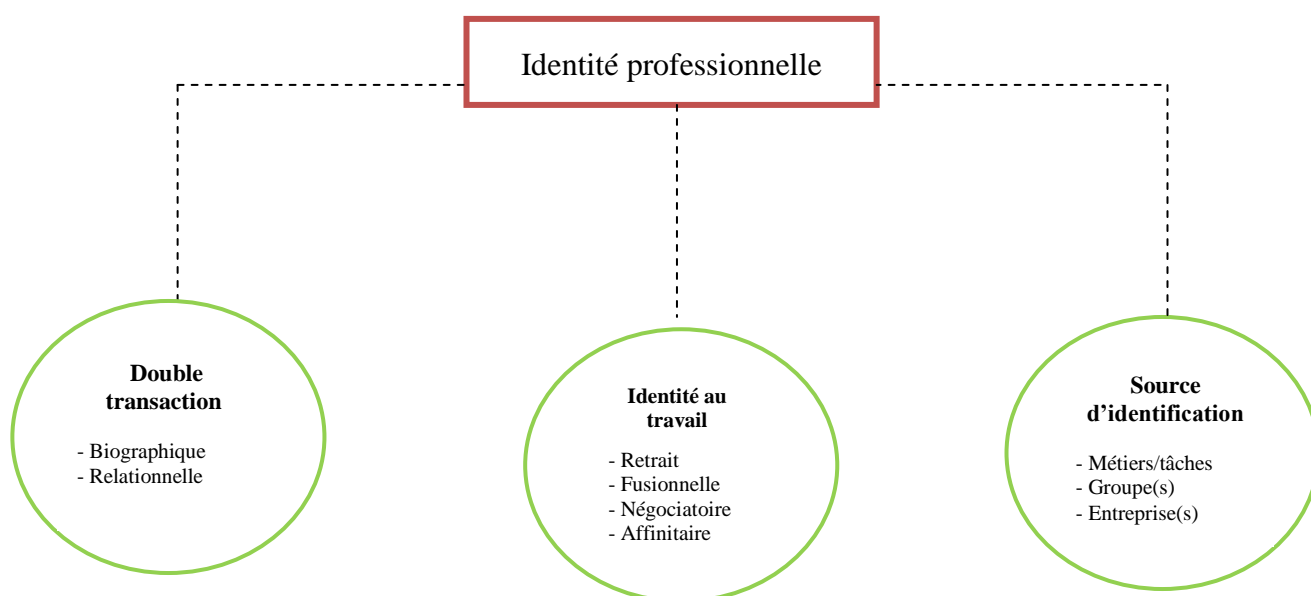 Identité professionnelle
Double
transaction
- Biographique
- Relationnelle
Identité au
travail
- Retrait
- Fusionnelle
- Négociatoire
- Affinitaire
Source
d’identification
- Métiers/tâches
- Groupe(s)
- Entreprise(s)